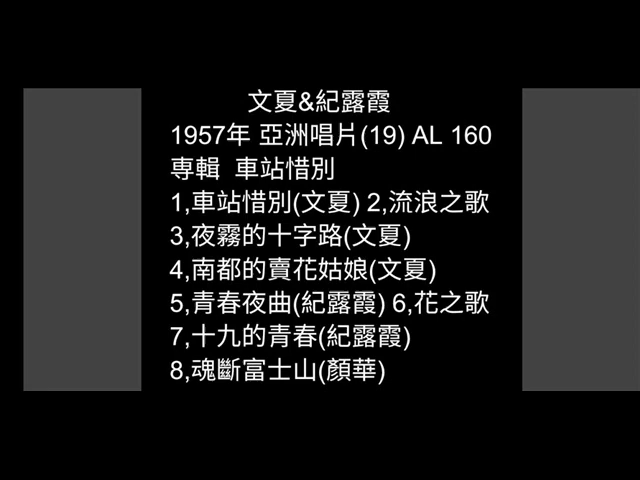 文夏&紀露霞
1957年 亞洲唱片(19) AL 160
專輯 車站惜別
1,車站惜別(文夏) 2,流浪之歌
3,夜霧的十字路(文夏)
4,南都的賣花姑娘(文夏)
5,青春夜曲(紀露霞) 6,花之歌
7,十九的青春(紀露霞)
8,魂斷富士山(顏華)